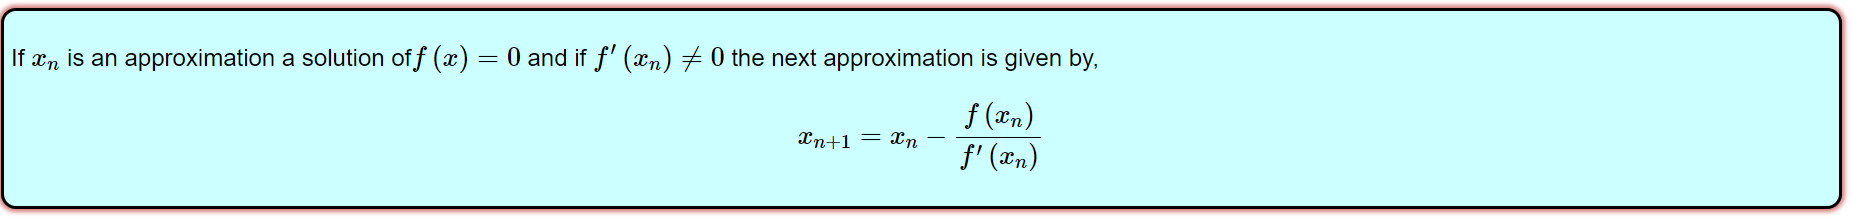 If xₙ is an approximation a solution of f (x) = 0 and if f′ (xₙ) ≠ 0 the next approximation is given by,
xₙ₊₁ = xₙ − f (xₙ) / f′ (xₙ)